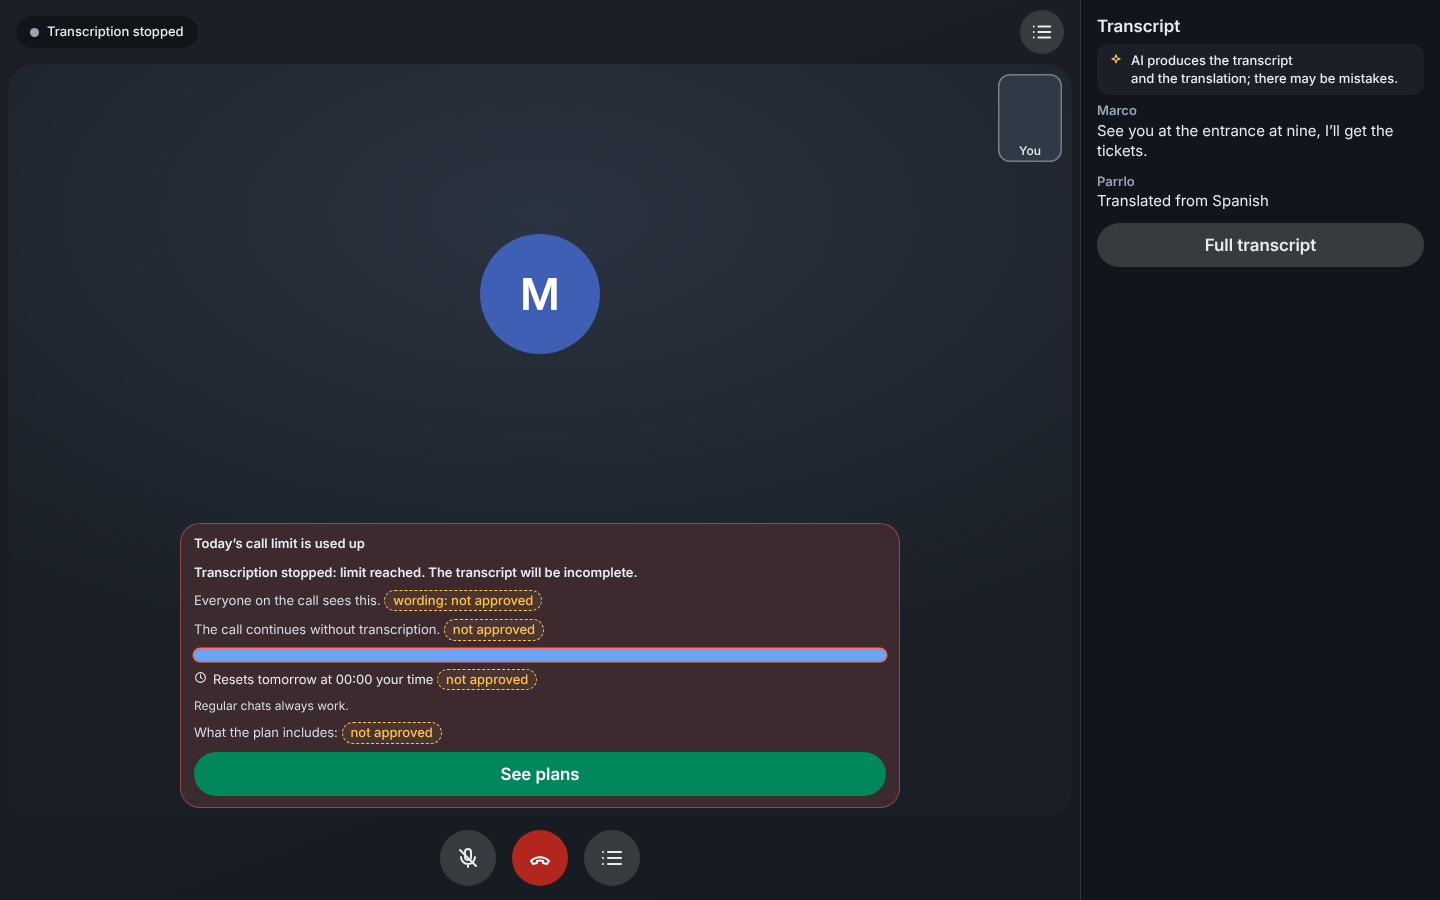 Transcription stopped
You
M
Today’s call limit is used up
Transcription stopped: limit reached. The transcript will be incomplete.
Everyone on the call sees this. wording: not approved
The call continues without transcription. not approved
Resets tomorrow at 00:00 your time not approved
Regular chats always work.
What the plan includes: not approved
See plans
Transcript
AI produces the transcript
and the translation; there may be mistakes.
Marco
See you at the entrance at nine, I’ll get the
tickets.
Parrlo
Translated from Spanish
Full transcript